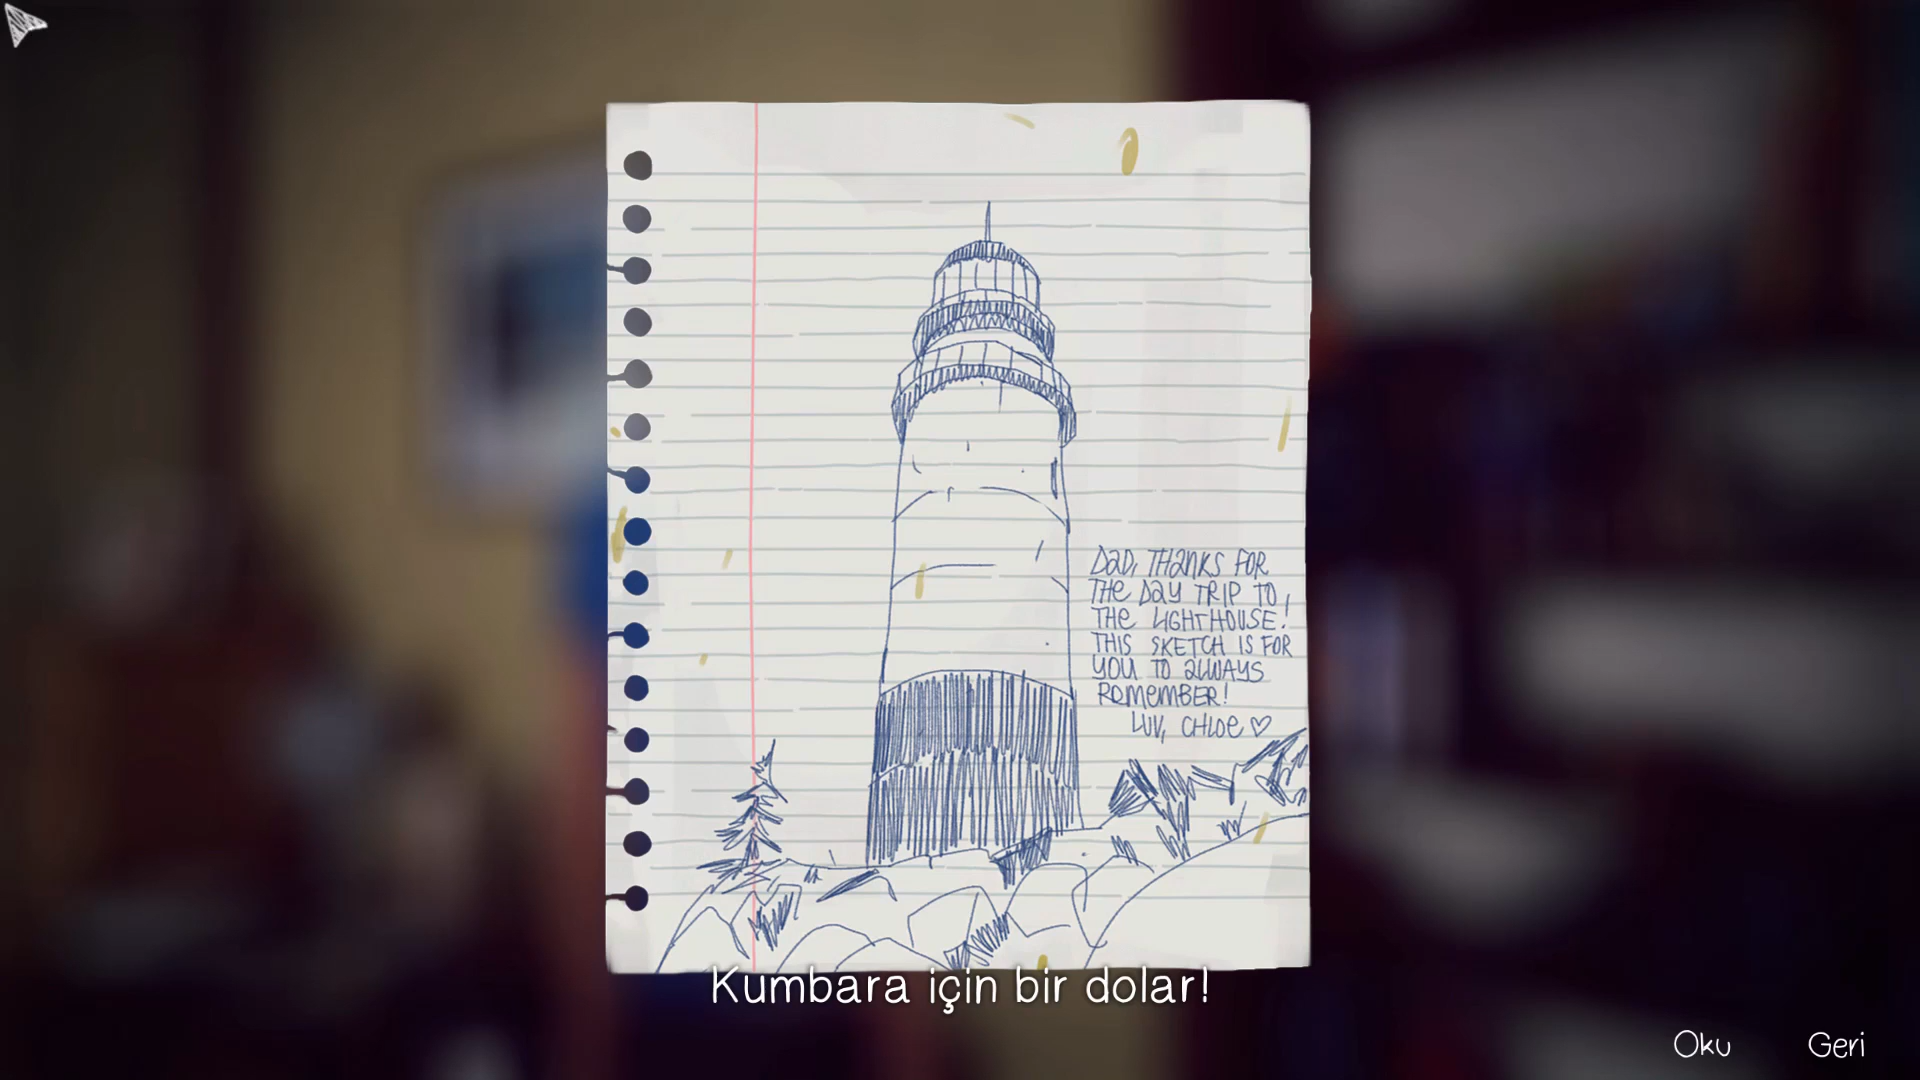 DAD, THANKS FOR
THE DAY TRIP TO
THE LIGHTHOUSE!
THIS SKETCH IS FOR
YOU TO ALWAYS
REMEMBER!
LUV, CHLOE ♡
Kumbara için bir dolar!
Oku Geri